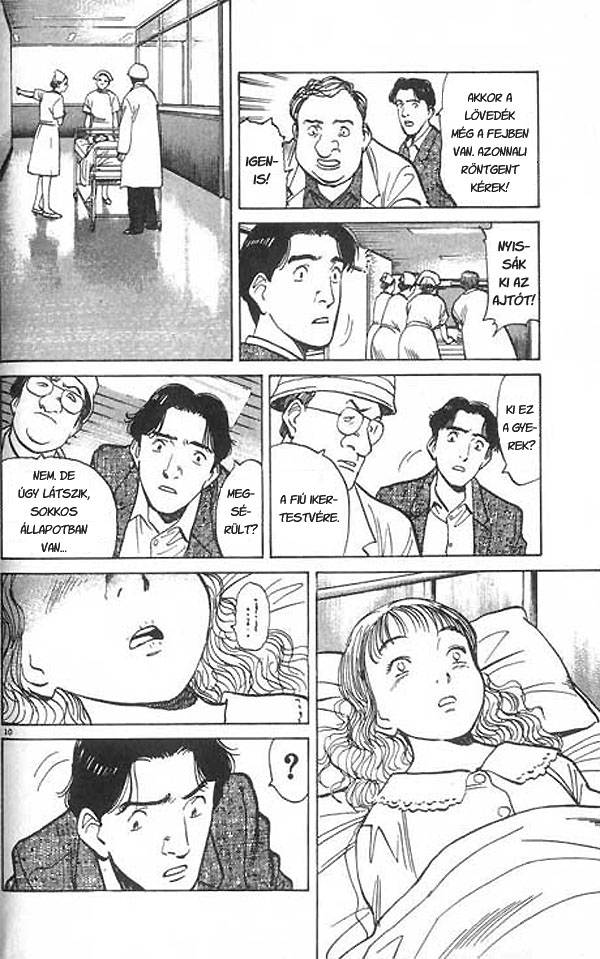 AKKOR A
LÖVEDÉK
MÉG A FEJBEN
VAN. AZONNALI
RÖNTGENT
KÉREK!
IGEN-
IS!
NYIS-
SÁK
KI AZ
AJTÓT!
KI EZ
A GYE-
REK?
A FIÚ IKER-
TESTVÉRE.
MEG-
SÉ-
RÜLT?
NEM. DE
ÚGY LÁTSZIK,
SOKKOS
ÁLLAPOTBAN
VAN...
......
?
10